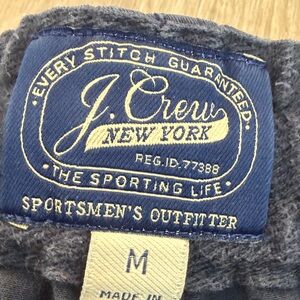 ·EVERY STITCH GUARANTEED·
J.Crew
NEW YORK
REG.ID.77388
·THE SPORTING LIFE·
SPORTSMEN'S OUTFITTER
M
MADE IN